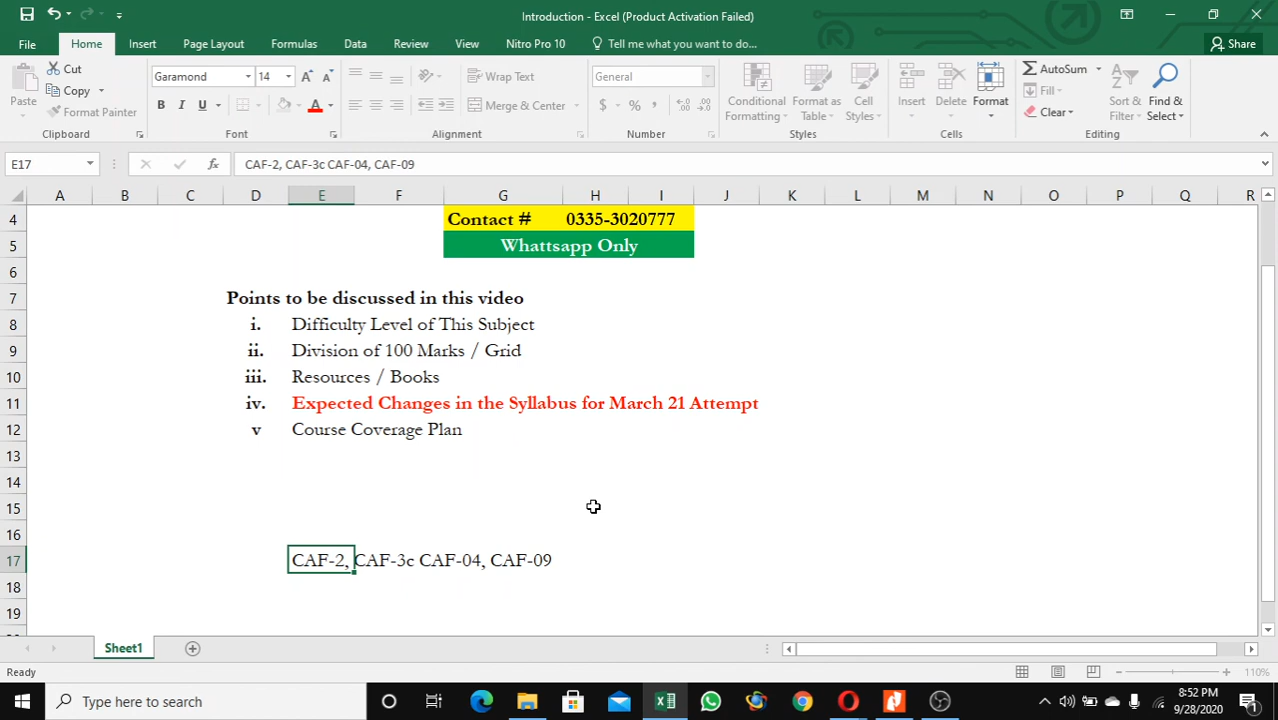 Introduction - Excel (Product Activation Failed)
File Home Insert Page Layout Formulas Data Review View Nitro Pro 10 Tell me what you want to do... Share
Paste Cut Copy Format Painter Clipboard
Garamond 14 A A B I U A Font
Wrap Text Merge & Center Alignment
General $ % , Number
Conditional Formatting Formatas Table Cell Styles Styles
Insert Delete Format Cells
AutoSum Fill Clear Sort & Filter Find & Select Editing
E17 fx CAF-2, CAF-3c CAF-04, CAF-09
A B C D E F G H I J K L M N O P Q R
4 Contact # 0335-3020777
5 Whattsapp Only
6
7 Points to be discussed in this video
8 i. Difficulty Level of This Subject
9 ii. Division of 100 Marks / Grid
10 iii. Resources / Books
11 iv. Expected Changes in the Syllabus for March 21 Attempt
12 v Course Coverage Plan
13
14
15
16
17 CAF-2, CAF-3c CAF-04, CAF-09
18
19
Sheet1
Ready 110%
Type here to search 8:52 PM
9/28/2020